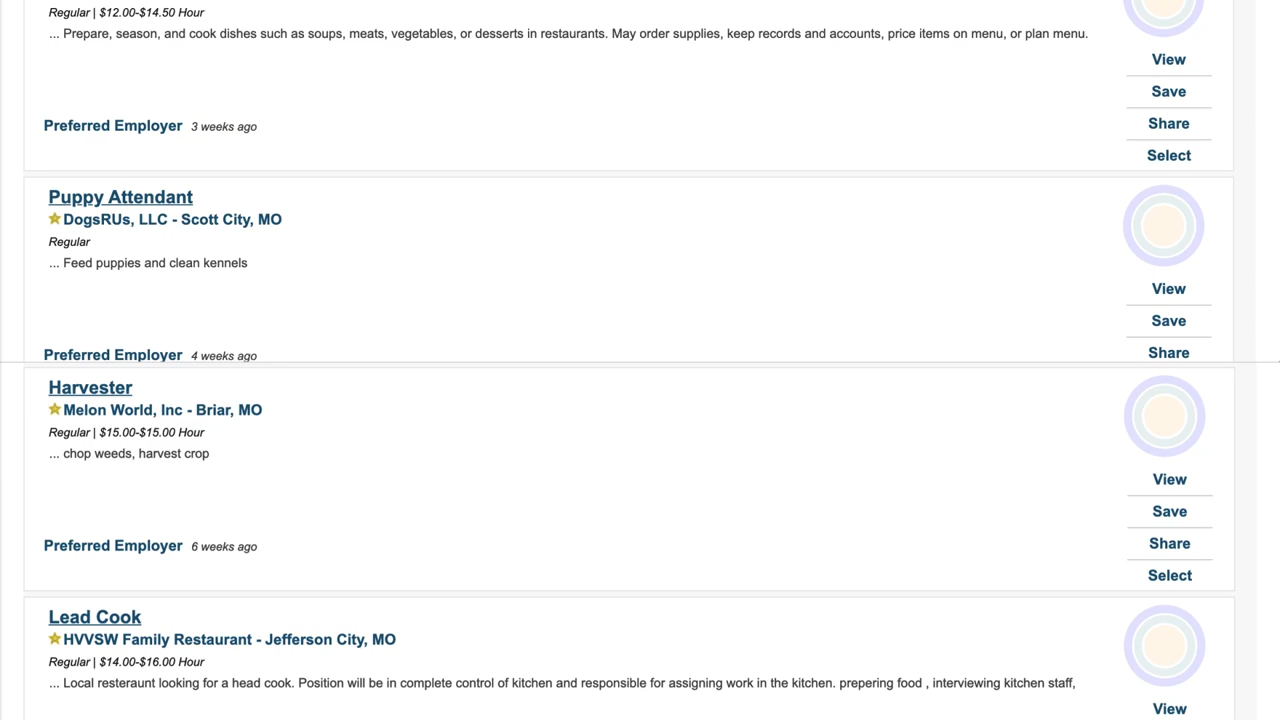 Regular | $12.00-$14.50 Hour
... Prepare, season, and cook dishes such as soups, meats, vegetables, or desserts in restaurants. May order supplies, keep records and accounts, price items on menu, or plan menu.
View
Save
Share
Preferred Employer 3 weeks ago
Select
Puppy Attendant
DogsRUs, LLC - Scott City, MO
Regular
... Feed puppies and clean kennels
View
Save
Share
Preferred Employer 4 weeks ago
Harvester
Melon World, Inc - Briar, MO
Regular | $15.00-$15.00 Hour
... chop weeds, harvest crop
View
Save
Share
Preferred Employer 6 weeks ago
Select
Lead Cook
HVVSW Family Restaurant - Jefferson City, MO
Regular | $14.00-$16.00 Hour
... Local resteraunt looking for a head cook. Position will be in complete control of kitchen and responsible for assigning work in the kitchen. prepering food , interviewing kitchen staff,
View